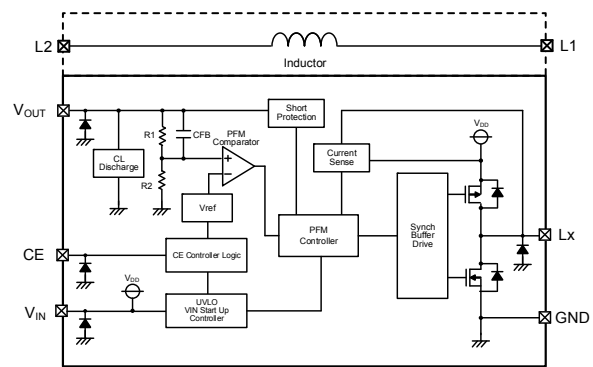 L2
L1
Inductor
VOUT
Short
Protection
R1
CFB
PFM
Comparator
VDD
CL
Discharge
+
−
Current
Sense
R2
Vref
PFM
Controller
Synch
Buffer
Drive
Lx
CE
CE Controller Logic
VDD
VIN
UVLO
VIN Start Up
Controller
GND